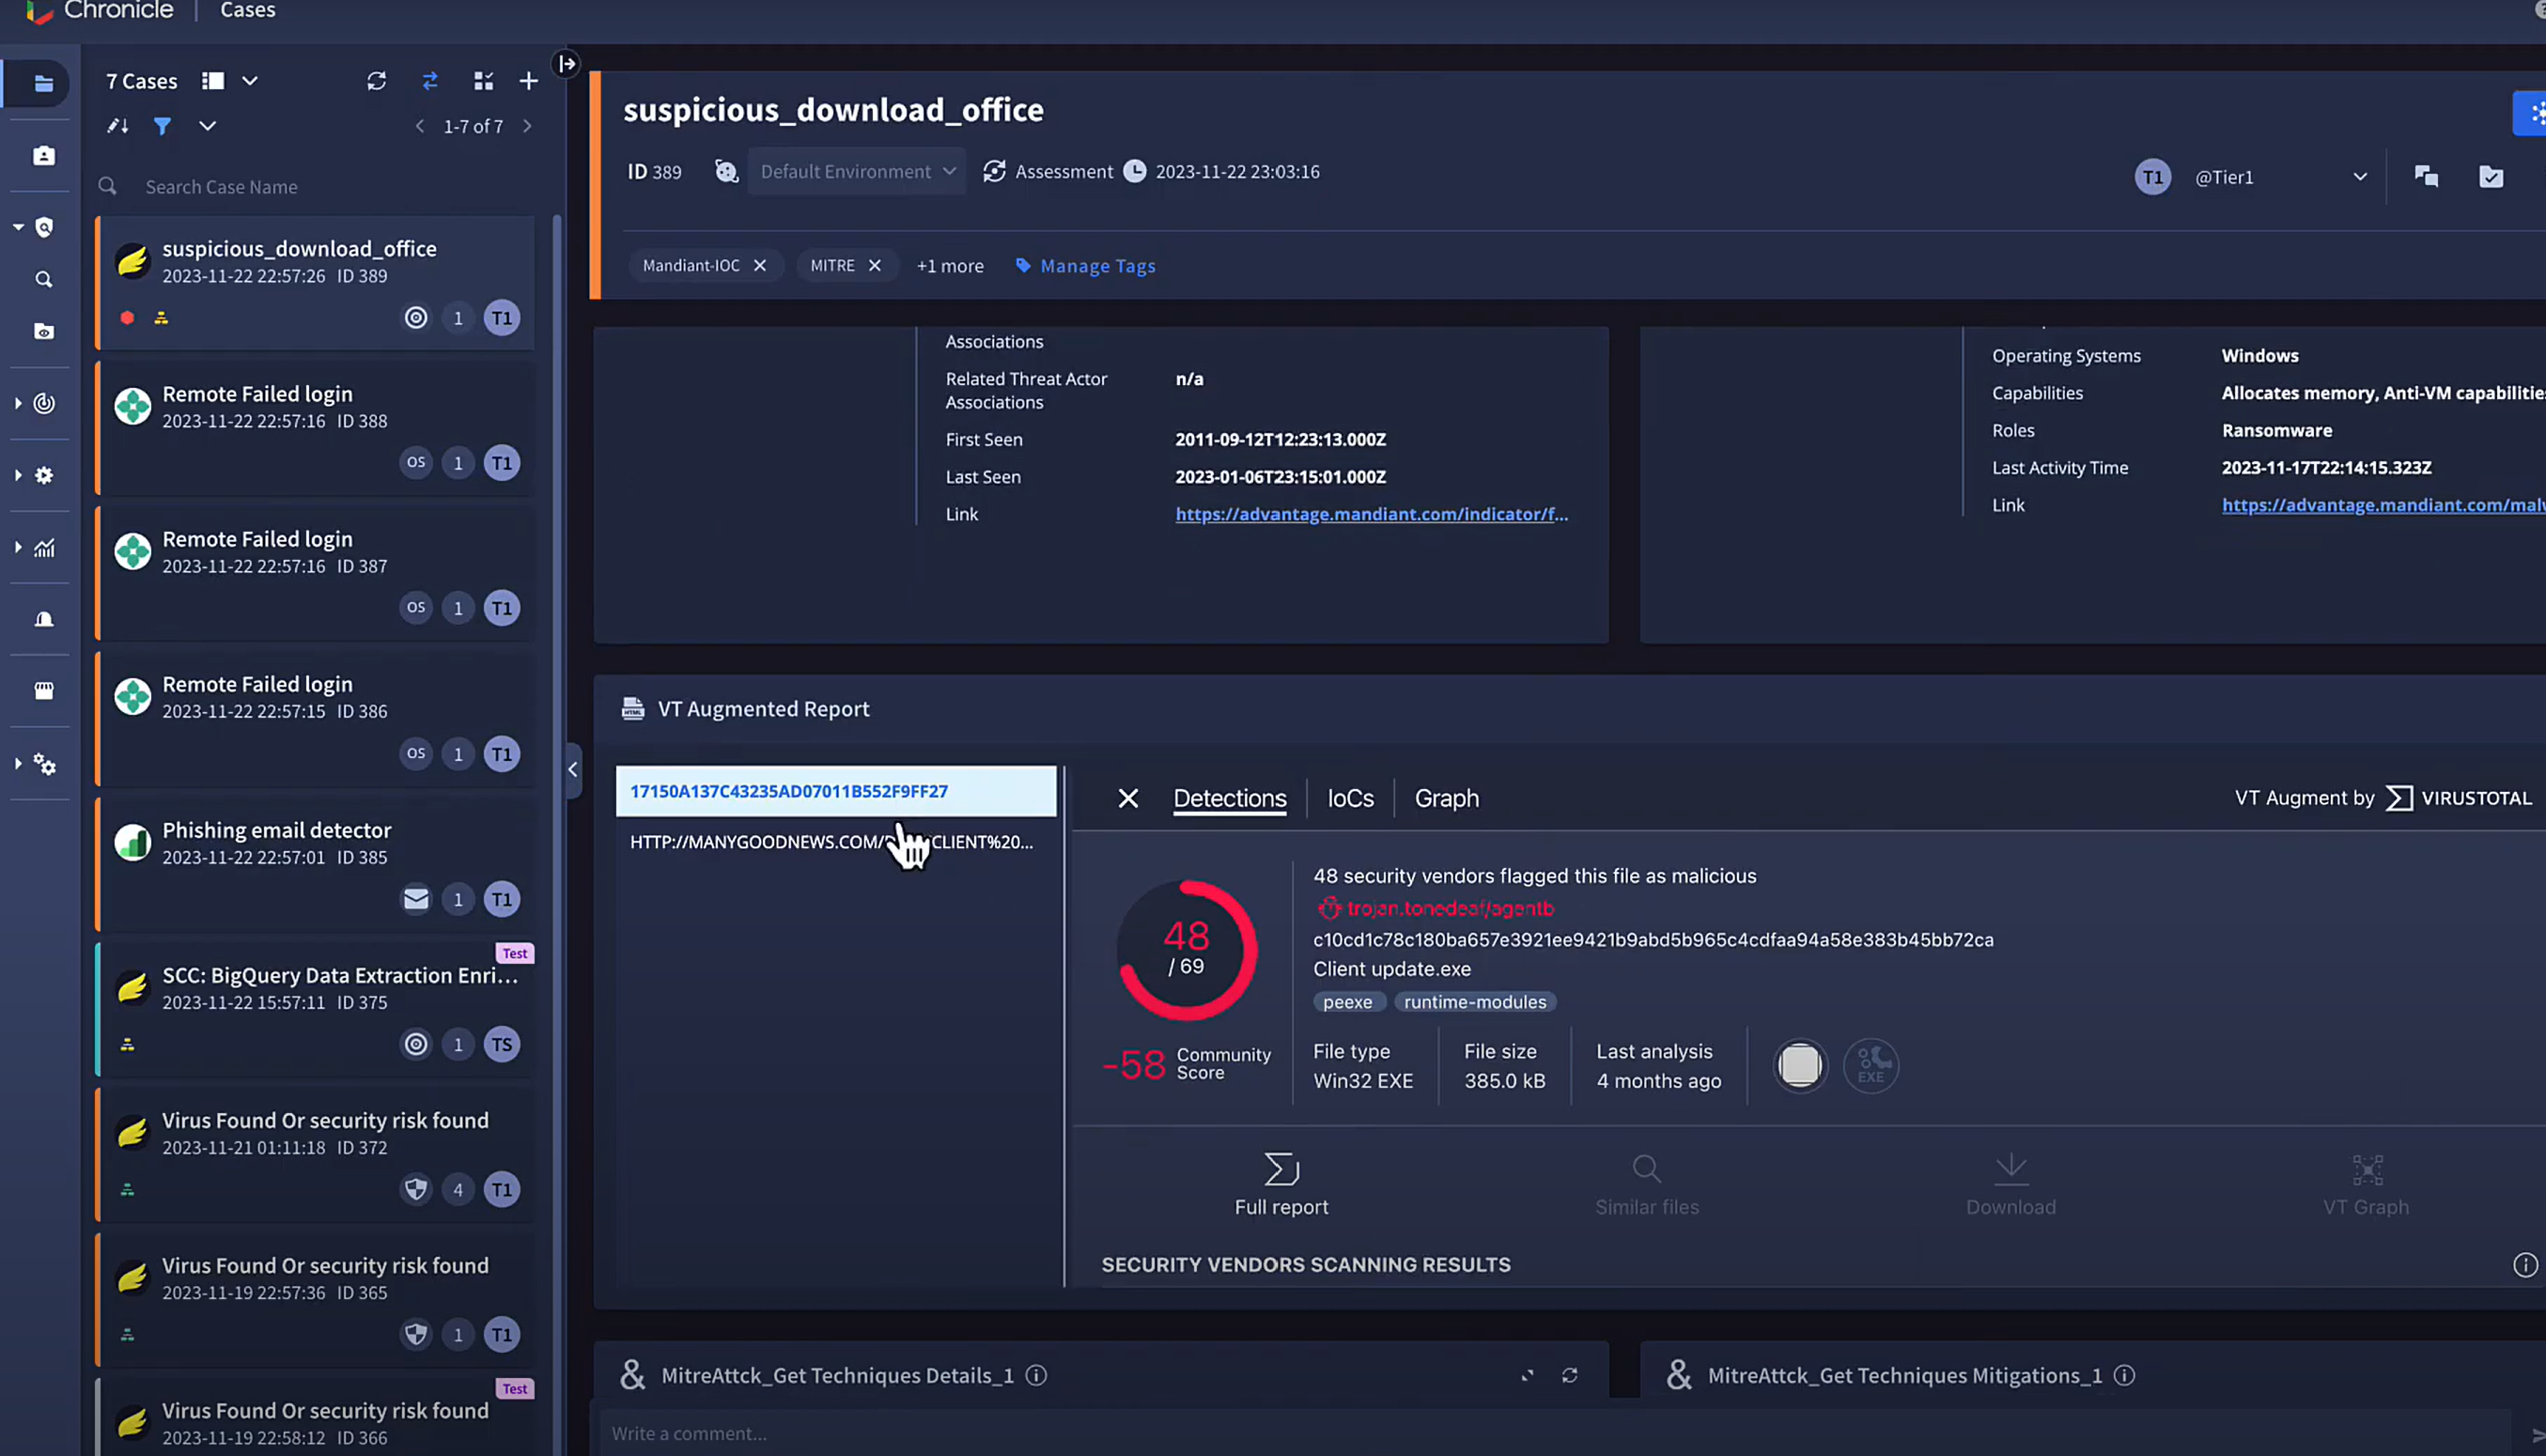 Chronicle | Cases
7 Cases
1-7 of 7
Search Case Name
suspicious_download_office
2023-11-22 22:57:26 ID 389
1 T1
Remote Failed login
2023-11-22 22:57:16 ID 388
OS 1 T1
Remote Failed login
2023-11-22 22:57:16 ID 387
OS 1 T1
Remote Failed login
2023-11-22 22:57:15 ID 386
OS 1 T1
Phishing email detector
2023-11-22 22:57:01 ID 385
1 T1
Test
SCC: BigQuery Data Extraction Enri...
2023-11-22 15:57:11 ID 375
1 TS
Virus Found Or security risk found
2023-11-21 01:11:18 ID 372
4 T1
Virus Found Or security risk found
2023-11-19 22:57:36 ID 365
1 T1
Test
Virus Found Or security risk found
2023-11-19 22:58:12 ID 366
suspicious_download_office
ID 389 Default Environment Assessment 2023-11-22 23:03:16
T1 @Tier1
Mandiant-IOC MITRE +1 more Manage Tags
Associations
Related Threat Actor n/a
Associations
First Seen 2011-09-12T12:23:13.000Z
Last Seen 2023-01-06T23:15:01.000Z
Link https://advantage.mandiant.com/indicator/f...
Operating Systems Windows
Capabilities Allocates memory, Anti-VM capabilitie
Roles Ransomware
Last Activity Time 2023-11-17T22:14:15.323Z
Link https://advantage.mandiant.com/mal
VT Augmented Report
17150A137C43235AD07011B552F9FF27
HTTP://MANYGOODNEWS.COM/ CLIENT%20...
Detections IoCs Graph
VT Augment by VIRUSTOTAL
48
/ 69
-58 Community
Score
48 security vendors flagged this file as malicious
trojan.tonedeaf/agentb
c10cd1c78c180ba657e3921ee9421b9abd5b965c4cdfaa94a58e383b45bb72ca
Client update.exe
peexe runtime-modules
File type File size Last analysis
Win32 EXE 385.0 kB 4 months ago
EXE
Full report Similar files Download VT Graph
SECURITY VENDORS SCANNING RESULTS
MitreAttck_Get Techniques Details_1
MitreAttck_Get Techniques Mitigations_1
Write a comment...